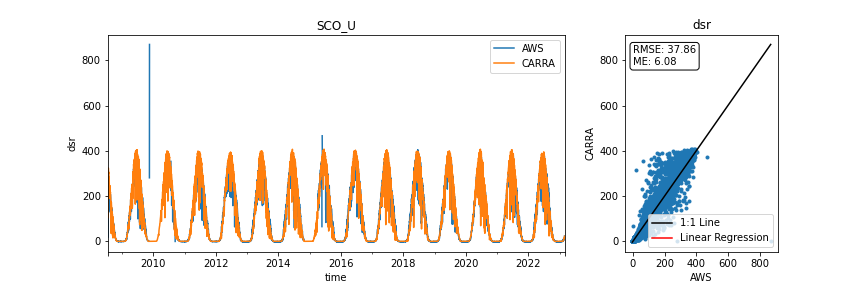 SCO_U
AWS
CARRA
dsr
800
600
400
200
0
2010
2012
2014
2016
2018
2020
2022
time
dsr
RMSE: 37.86
ME: 6.08
CARRA
800
600
400
200
0
1:1 Line
Linear Regression
0
200
400
600
800
AWS